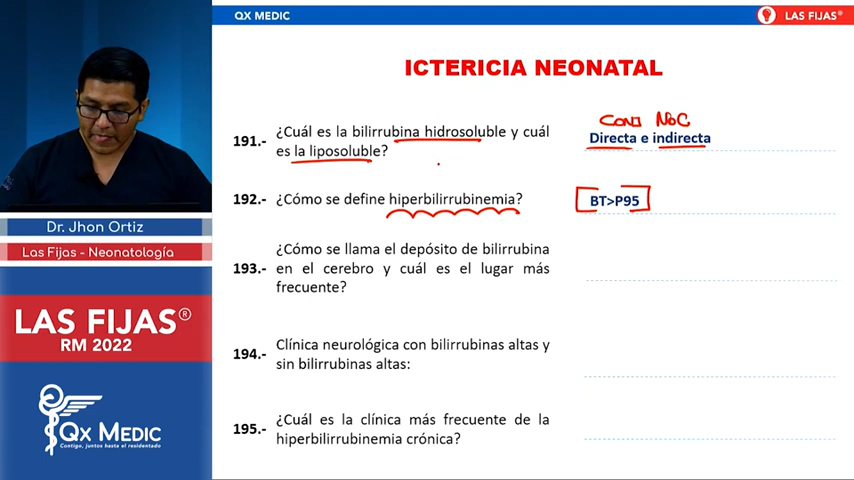 QX MEDIC
LAS FIJAS®
ICTERICIA NEONATAL
191.-
¿Cuál es la bilirrubina hidrosoluble y cuál
es la liposoluble?
CONJ NoC
Directa e indirecta
192.-
¿Cómo se define hiperbilirrubinemia?
BT>P95
193.-
¿Cómo se llama el depósito de bilirrubina
en el cerebro y cuál es el lugar más
frecuente?
194.-
Clínica neurológica con bilirrubinas altas y
sin bilirrubinas altas:
195.-
¿Cuál es la clínica más frecuente de la
hiperbilirrubinemia crónica?
Dr. Jhon Ortiz
Las Fijas - Neonatología
LAS FIJAS®
RM 2022
QX MEDIC
Contigo, juntos hasta el residentado